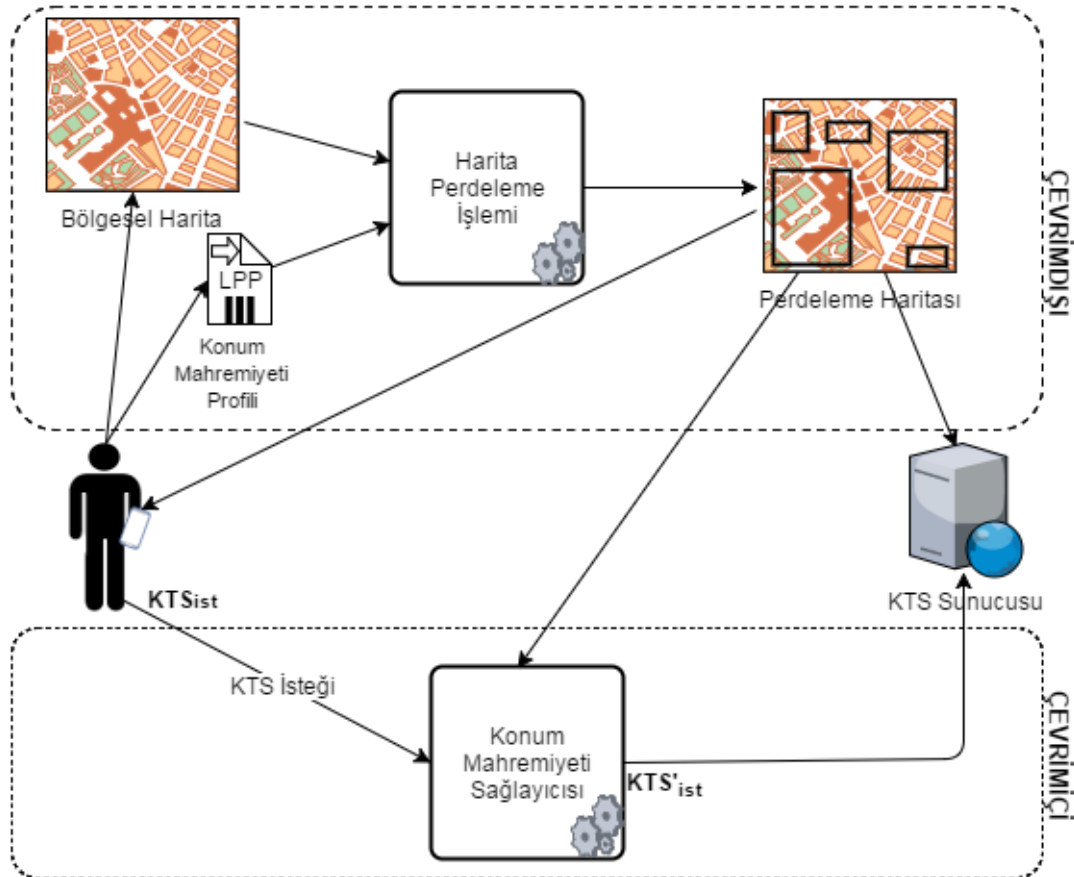 Bölgesel Harita
LPP
Konum
Mahremiyeti
Profili
Harita
Perdeleme
İşlemi
Perdeleme Haritası
ÇEVRİMDIŞI
KTSist
KTS Sunucusu
KTS İsteği
Konum
Mahremiyeti
Sağlayıcısı
KTS'ist
ÇEVRİMİÇİ